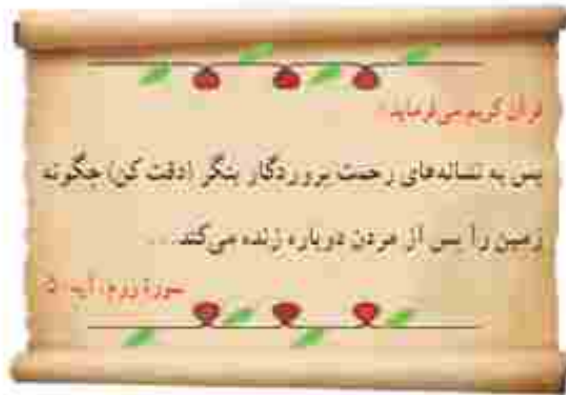 قرآن کریم می‌فرماید:
پس به نشانه‌های رحمت پروردگار بنگر (دقت کن) چگونه
زمین را پس از مردن دوباره زنده می‌کند...
سورهٔ روم، آیه ۵۰